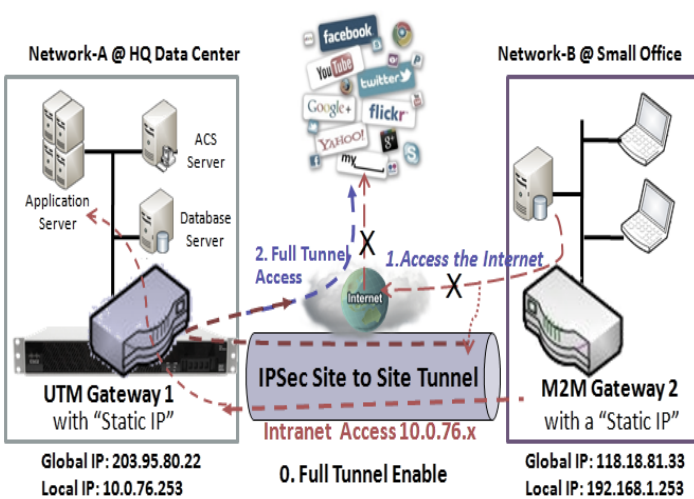 Network-A @ HQ Data Center
Network-B @ Small Office
facebook
YouTube
twitter
Google+
flickr
YAHOO!
g+
my
ACS
Server
Application
Server
Database
Server
2. Full Tunnel
Access
1.Access the Internet
X
X
Internet
IPSec Site to Site Tunnel
UTM Gateway 1
with “Static IP”
M2M Gateway 2
with a “Static IP”
Intranet Access 10.0.76.x
Global IP: 203.95.80.22
Local IP: 10.0.76.253
0. Full Tunnel Enable
Global IP: 118.18.81.33
Local IP: 192.168.1.253